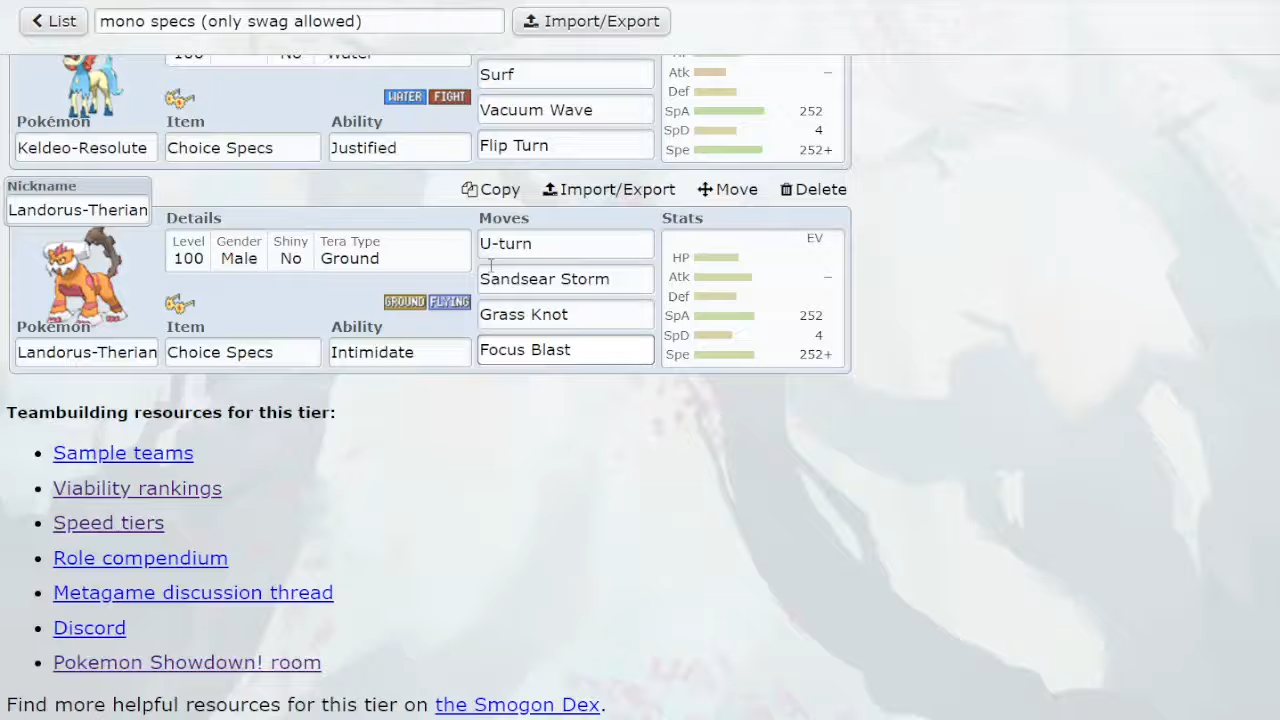 List
mono specs (only swag allowed)
Import/Export
Surf
Atk –
Def
Vacuum Wave
SpA 252
WATER FIGHT
Pokémon Item Ability
SpD 4
Keldeo-Resolute Choice Specs Justified
Flip Turn
Spe 252+
Nickname
Landorus-Therian
Copy Import/Export Move Delete
Details Moves Stats
Level Gender Shiny Tera Type
100 Male No Ground
U-turn
EV
HP
Sandsear Storm
Atk –
Def
GROUND FLYING
Grass Knot
SpA 252
Pokémon Item Ability
SpD 4
Landorus-Therian Choice Specs Intimidate
Focus Blast
Spe 252+
Teambuilding resources for this tier:
• Sample teams
• Viability rankings
• Speed tiers
• Role compendium
• Metagame discussion thread
• Discord
• Pokemon Showdown! room
Find more helpful resources for this tier on the Smogon Dex.